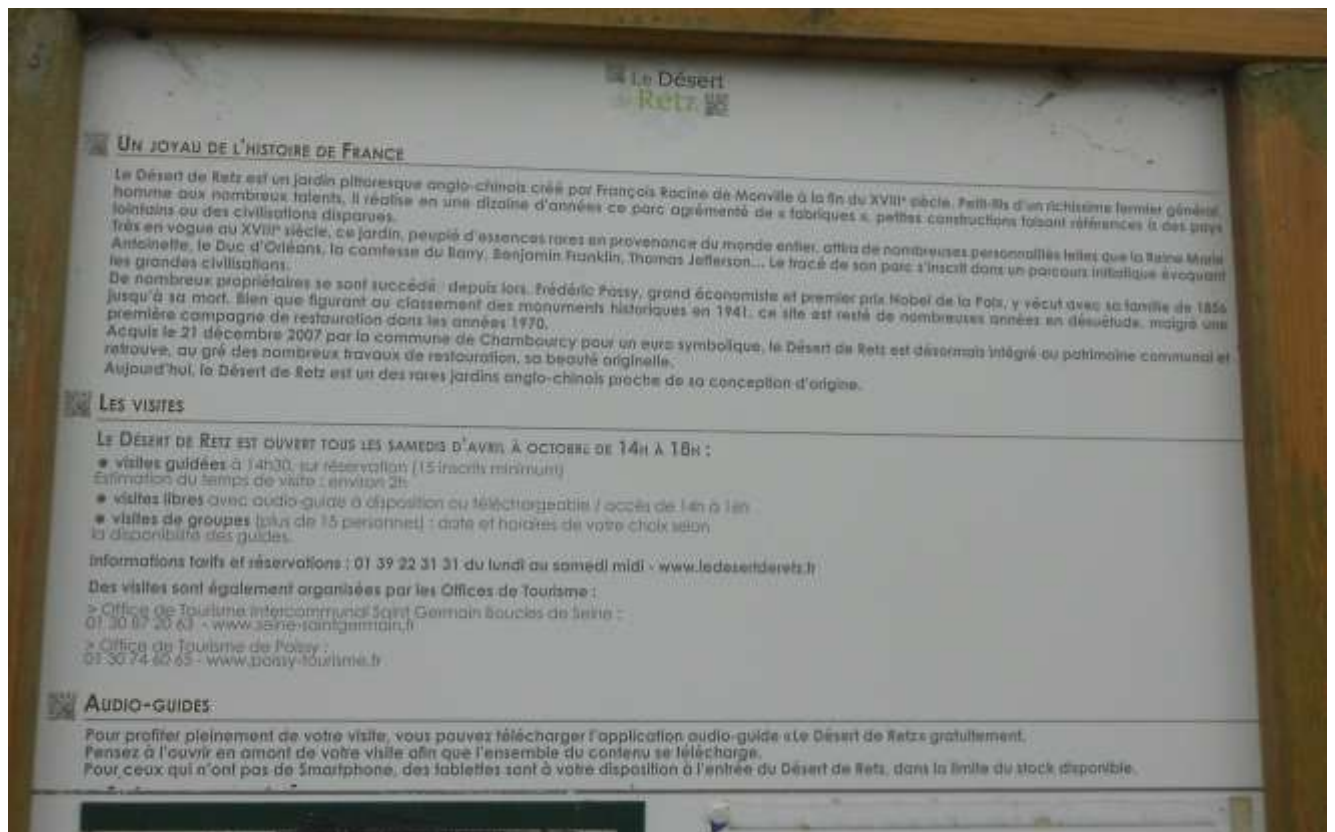 Le Désert
de Retz
UN JOYAU DE L'HISTOIRE DE FRANCE
Le Désert de Retz est un jardin pittoresque anglo-chinois créé par François Racine de Monville à la fin du XVIIIe siècle. Petit-fils d'un richissime fermier général,
homme aux nombreux talents, il réalise en une dizaine d'années ce parc agrémenté de « fabriques », petites constructions faisant références à des pays
lointains ou des civilisations disparues.
Très en vogue au XVIIIe siècle, ce jardin, peuplé d'essences rares en provenance du monde entier, attira de nombreuses personnalités telles que la Reine Marie
Antoinette, le Duc d'Orléans, la comtesse du Barry, Benjamin Franklin, Thomas Jefferson... Le tracé de son parc s'inscrit dans un parcours initiatique évoquant
les grandes civilisations.
De nombreux propriétaires se sont succédé depuis lors. Frédéric Passy, grand économiste et premier prix Nobel de la Paix, y vécut avec sa famille de 1856
jusqu'à sa mort. Bien que figurant au classement des monuments historiques en 1941, ce site est resté de nombreuses années en désuétude, malgré une
première campagne de restauration dans les années 1970.
Acquis le 21 décembre 2007 par la commune de Chambourcy pour un euro symbolique, le Désert de Retz est désormais intégré au patrimoine communal et
retrouve, au gré des nombreux travaux de restauration, sa beauté originelle.
Aujourd'hui, le Désert de Retz est un des rares jardins anglo-chinois proche de sa conception d'origine.
LES VISITES
LE DÉSERT DE RETZ EST OUVERT TOUS LES SAMEDIS D'AVRIL À OCTOBRE DE 14H À 18H :
• visites guidées à 14h30, sur réservation (15 inscrits minimum)
Estimation du temps de visite : environ 2h
• visites libres avec audio-guide à disposition ou téléchargeable / accès de 14h à 16h
• visites de groupes (plus de 15 personnes) : date et horaires de votre choix selon
la disponibilité des guides.
Informations tarifs et réservations : 01 39 22 31 31 du lundi au samedi midi - www.ledesertderetz.fr
Des visites sont également organisées par les Offices de Tourisme :
> Office de Tourisme Intercommunal Saint Germain Boucles de Seine :
01 30 87 20 63 - www.seine-saintgermain.fr
> Office de Tourisme de Poissy :
01 30 74 60 65 - www.poissy-tourisme.fr
AUDIO-GUIDES
Pour profiter pleinement de votre visite, vous pouvez télécharger l'application audio-guide «Le Désert de Retz» gratuitement.
Pensez à l'ouvrir en amont de votre visite afin que l'ensemble du contenu se télécharge.
Pour ceux qui n'ont pas de Smartphone, des tablettes sont à votre disposition à l'entrée du Désert de Retz, dans la limite du stock disponible.